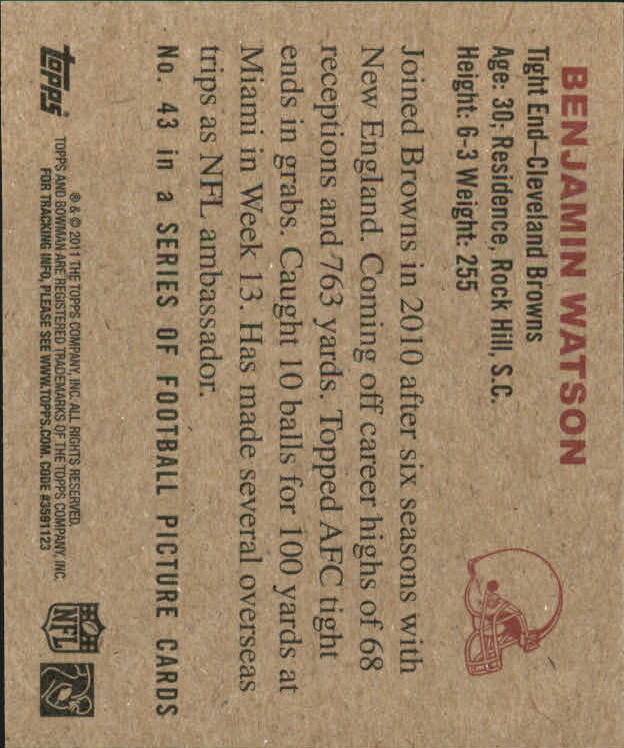 BENJAMIN WATSON
Tight End–Cleveland Browns
Age: 30; Residence, Rock Hill, S.C.
Height: 6-3 Weight: 255
Joined Browns in 2010 after six seasons with
New England. Coming off career highs of 68
receptions and 763 yards. Topped AFC tight
ends in grabs. Caught 10 balls for 100 yards at
Miami in Week 13. Has made several overseas
trips as NFL ambassador.
No. 43 in a SERIES OF FOOTBALL PICTURE CARDS
topps
® & © 2011 THE TOPPS COMPANY, INC. ALL RIGHTS RESERVED.
TOPPS AND BOWMAN ARE REGISTERED TRADEMARKS OF THE TOPPS COMPANY, INC.
FOR TRACKING INFO, PLEASE SEE WWW.TOPPS.COM. CODE #3591123
NFL